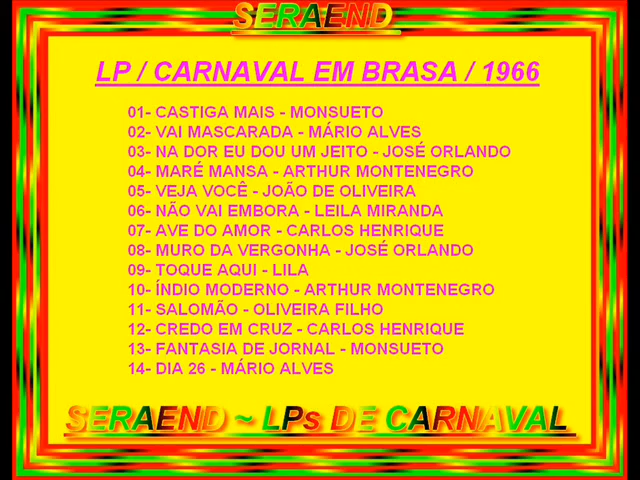 SERAEND
LP / CARNAVAL EM BRASA / 1966
01- CASTIGA MAIS - MONSUETO
02- VAI MASCARADA - MÁRIO ALVES
03- NA DOR EU DOU UM JEITO - JOSÉ ORLANDO
04- MARÉ MANSA - ARTHUR MONTENEGRO
05- VEJA VOCÊ - JOÃO DE OLIVEIRA
06- NÃO VAI EMBORA - LEILA MIRANDA
07- AVE DO AMOR - CARLOS HENRIQUE
08- MURO DA VERGONHA - JOSÉ ORLANDO
09- TOQUE AQUI - LILA
10- ÍNDIO MODERNO - ARTHUR MONTENEGRO
11- SALOMÃO - OLIVEIRA FILHO
12- CREDO EM CRUZ - CARLOS HENRIQUE
13- FANTASIA DE JORNAL - MONSUETO
14- DIA 26 - MÁRIO ALVES
SERAEND ~ LPs DE CARNAVAL